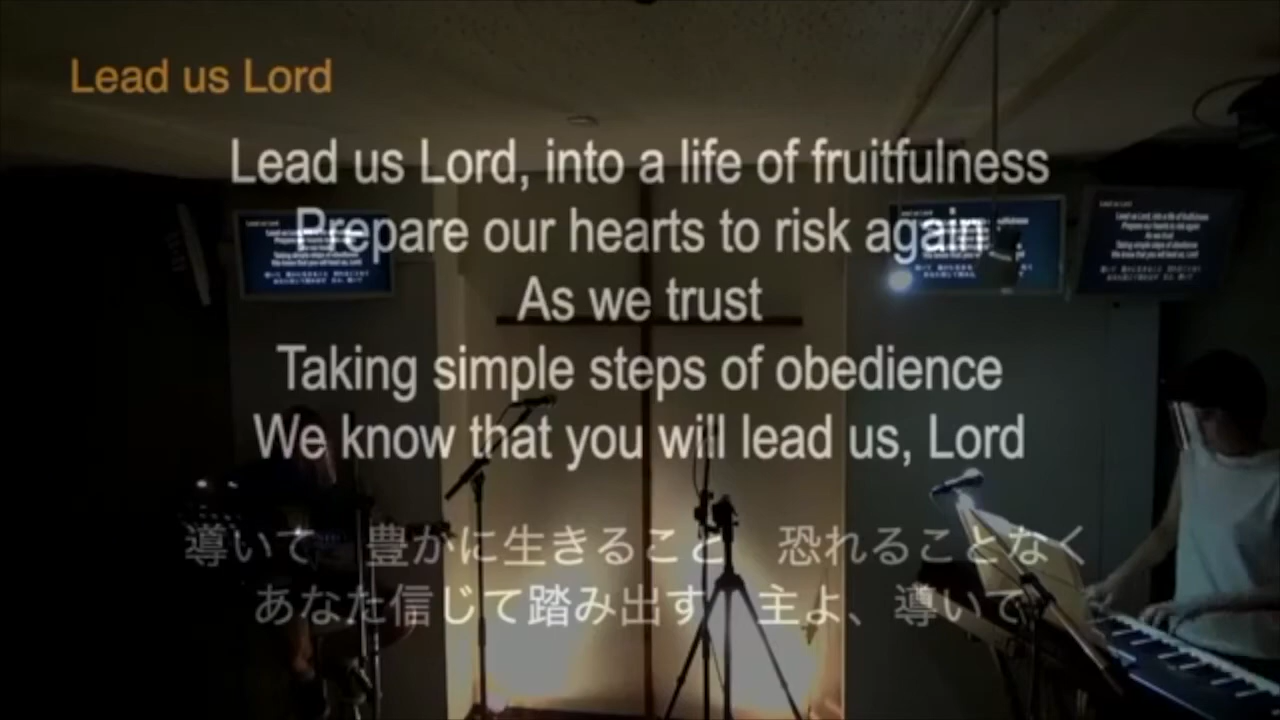 Lead us Lord
Lead us Lord, into a life of fruitfulness
Prepare our hearts to risk again
As we trust
Taking simple steps of obedience
We know that you will lead us, Lord
導いて　豊かに生きること　恐れることなく
あなた信じて踏み出す　主よ、導いて